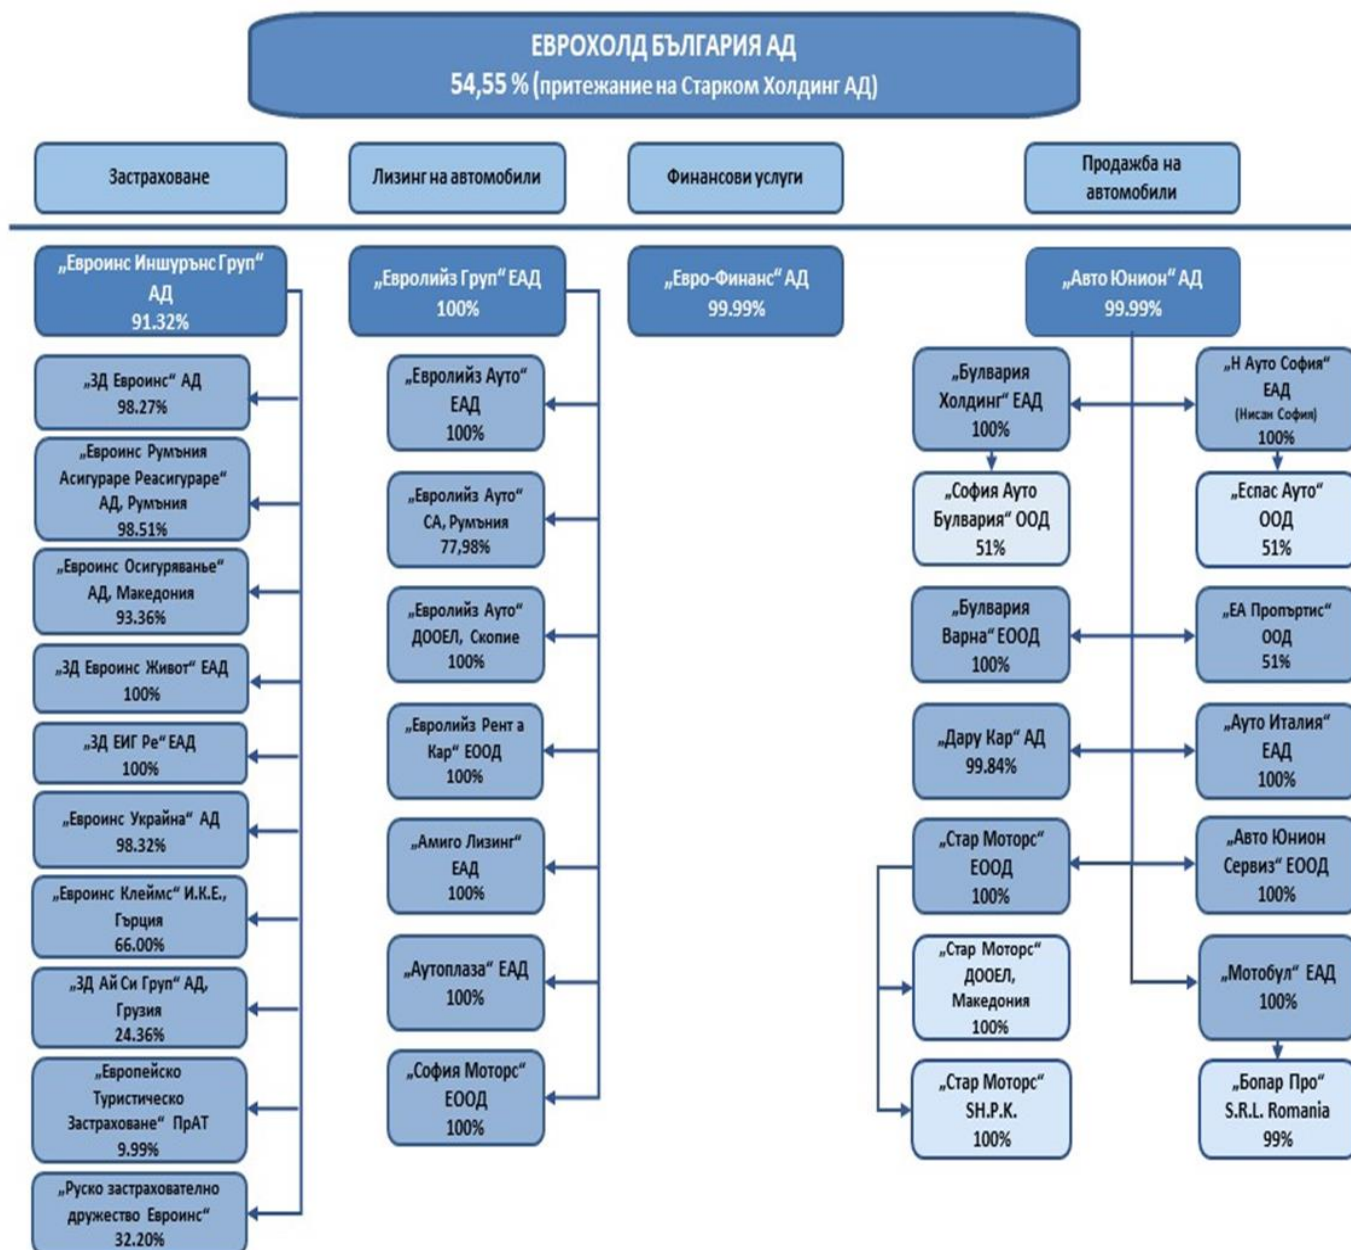 ЕВРОХОЛД БЪЛГАРИЯ АД
54,55 % (притежание на Старком Холдинг АД)
Застраховане
Лизинг на автомобили
Финансови услуги
Продажба на
автомобили
„Евроинс Иншурънс Груп“
АД
91.32%
„Евролийз Груп“ ЕАД
100%
„Евро-Финанс“ АД
99.99%
„Авто Юнион“ АД
99.99%
„ЗД Евроинс“ АД
98.27%
„Евроинс Румъния
Асигураре Реасигураре“
АД, Румъния
98.51%
„Евроинс Осигуряванье“
АД, Македония
93.36%
„ЗД Евроинс Живот“ ЕАД
100%
„ЗД ЕИГ Ре“ ЕАД
100%
„Евроинс Украйна“ АД
98.32%
„Евроинс Клеймс“ И.К.Е.,
Гърция
66.00%
„ЗД Ай Си Груп“ АД,
Грузия
24.36%
„Европейско
Туристическо
Застраховане“ ПрАТ
9.99%
„Руско застрахователно
дружество Евроинс“
32.20%
„Евролийз Ауто“
ЕАД
100%
„Евролийз Ауто“
СА, Румъния
77,98%
„Евролийз Ауто“
ДООЕЛ, Скопие
100%
„Евролийз Рент а
Кар“ ЕООД
100%
„Амиго Лизинг“
ЕАД
100%
„Аутоплаза“ ЕАД
100%
„София Моторс“
ЕООД
100%
„Булвария
Холдинг“ ЕАД
100%
„София Ауто
Булвария“ ООД
51%
„Булвария
Варна“ ЕООД
100%
„Дару Кар“ АД
99.84%
„Стар Моторс“
ЕООД
100%
„Стар Моторс“
ДООЕЛ,
Македония
100%
„Стар Моторс“
SH.P.K.
100%
„Н Ауто София“
ЕАД
(Нисан София)
100%
„Еспас Ауто“
ООД
51%
„ЕА Пропъртис“
ООД
51%
„Ауто Италия“
ЕАД
100%
„Авто Юнион
Сервиз“ ЕООД
100%
„Мотобул“ ЕАД
100%
„Бопар Про“
S.R.L. Romania
99%